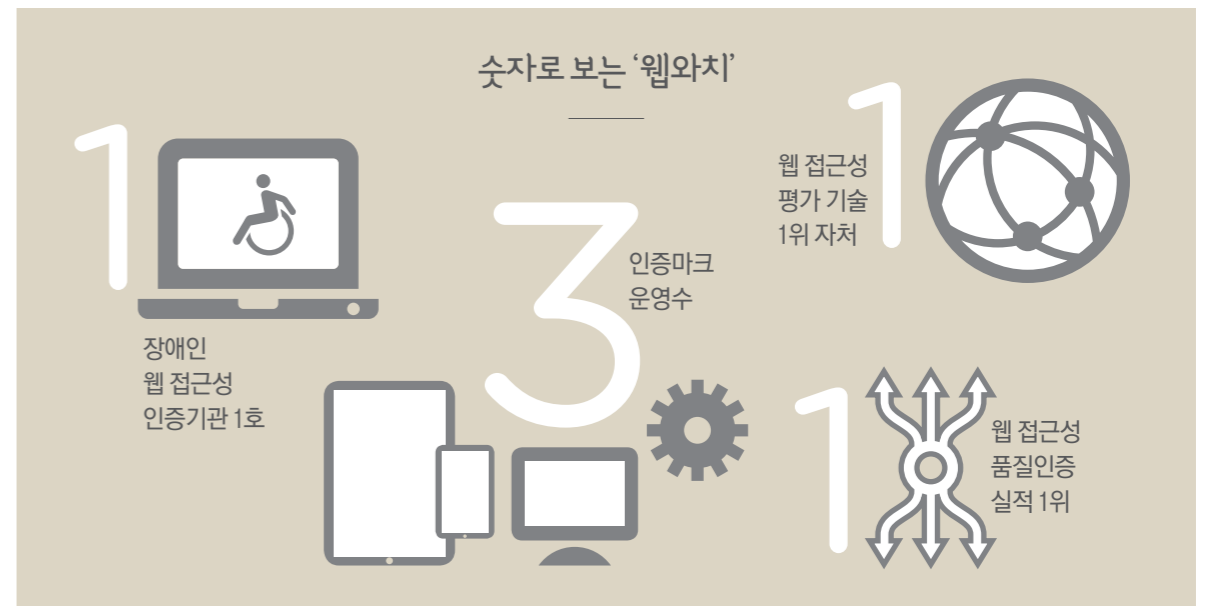 숫자로 보는 ‘웹와치’
1
장애인
웹 접근성
인증기관 1호
3
인증마크
운영수
1
웹 접근성
평가 기술
1위 자처
1
웹 접근성
품질인증
실적 1위